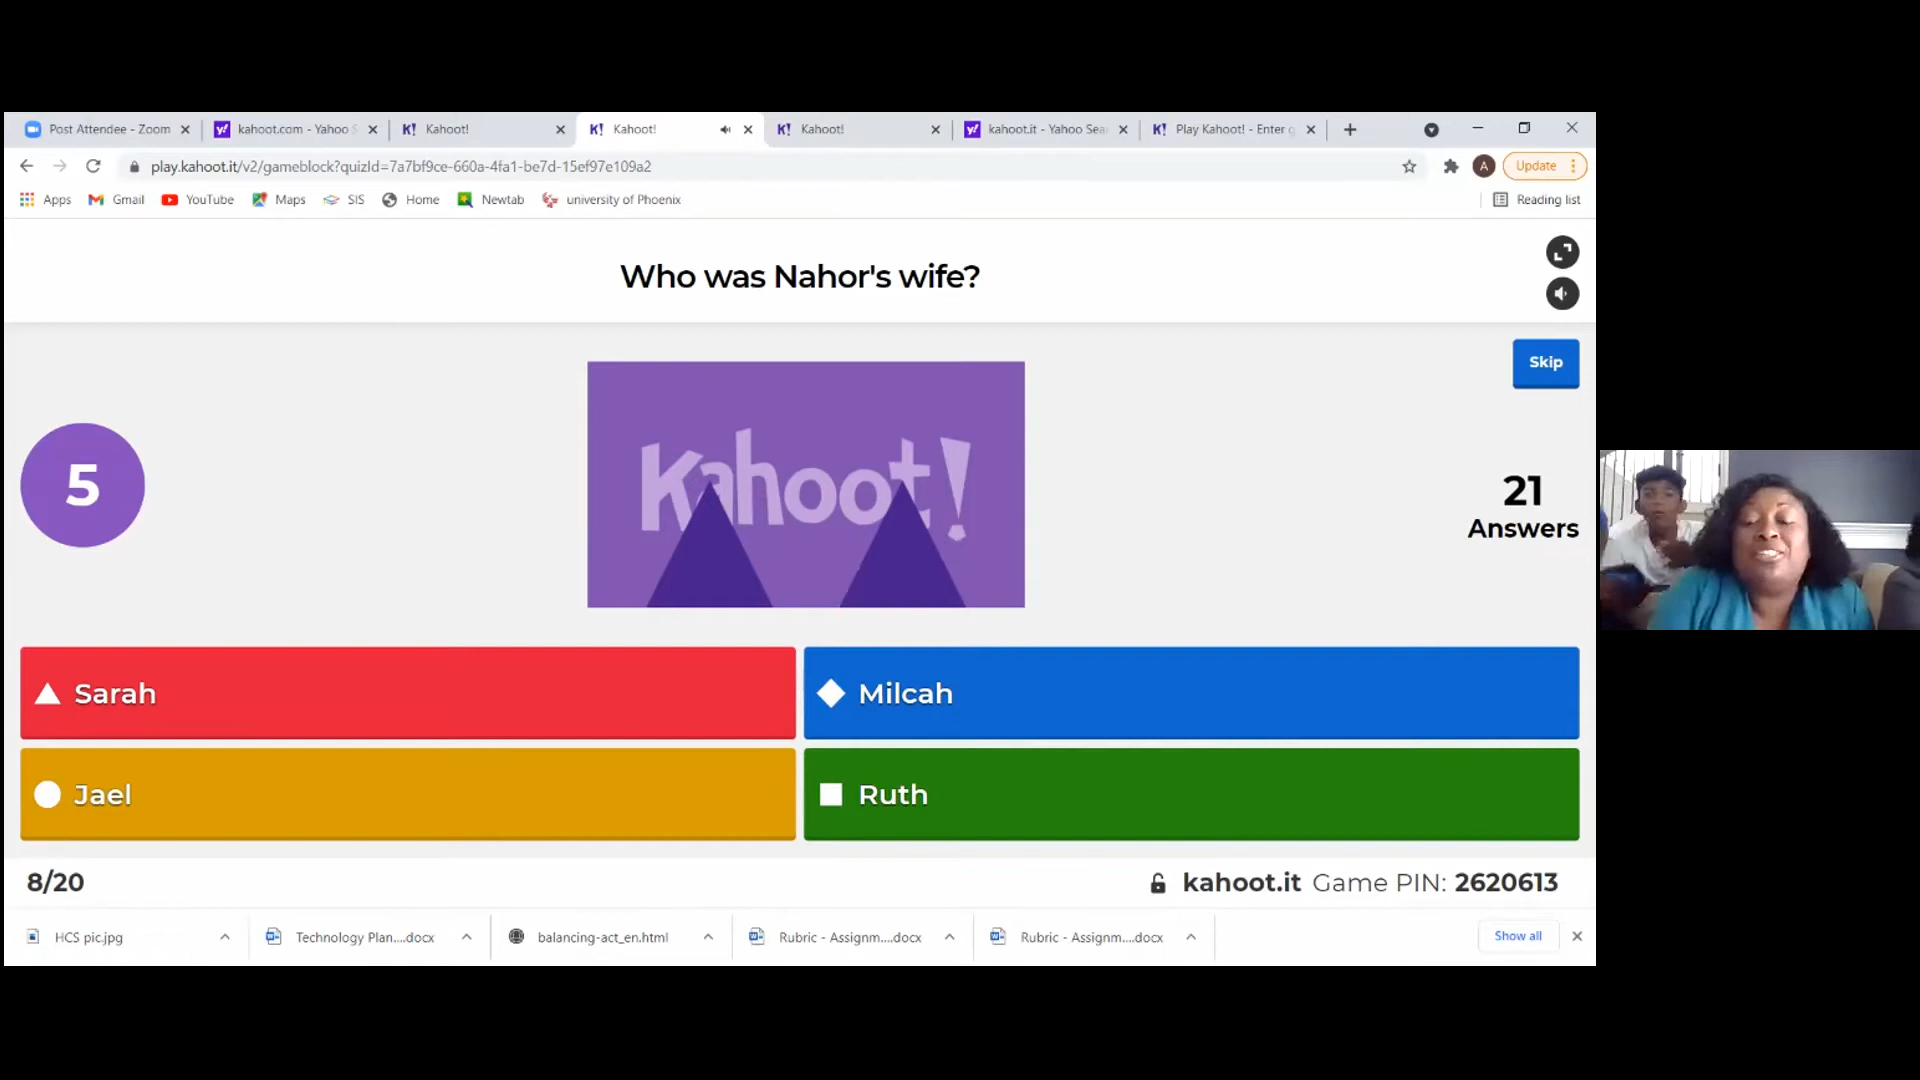 Post Attendee - Zoom
kahoot.com - Yahoo S
Kahoot!
Kahoot!
Kahoot!
kahoot.it - Yahoo Sea
Play Kahoot! - Enter g
play.kahoot.it/v2/gameblock?quizId=7a7bf9ce-660a-4fa1-be7d-15ef97e109a2
A
Update
Apps
Gmail
YouTube
Maps
SIS
Home
Newtab
university of Phoenix
Reading list
Who was Nahor's wife?
Skip
5
Kahoot!
21
Answers
Sarah
Milcah
Jael
Ruth
8/20
kahoot.it Game PIN: 2620613
HCS pic.jpg
Technology Plan....docx
balancing-act_en.html
Rubric - Assignm....docx
Rubric - Assignm....docx
Show all